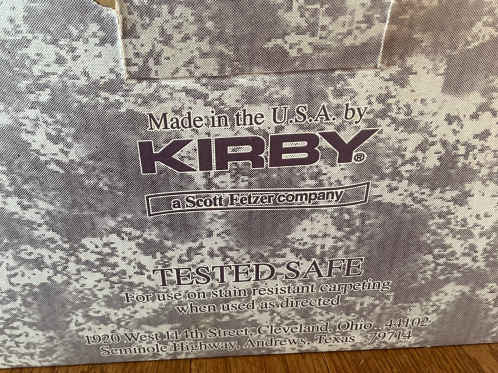 Made in the U.S.A. by
KIRBY®
a Scott Fetzer company
TESTED SAFE
For use on stain resistant carpeting
when used as directed
1920 West 114th Street, Cleveland, Ohio 44102
Seminole Highway, Andrews, Texas 79714